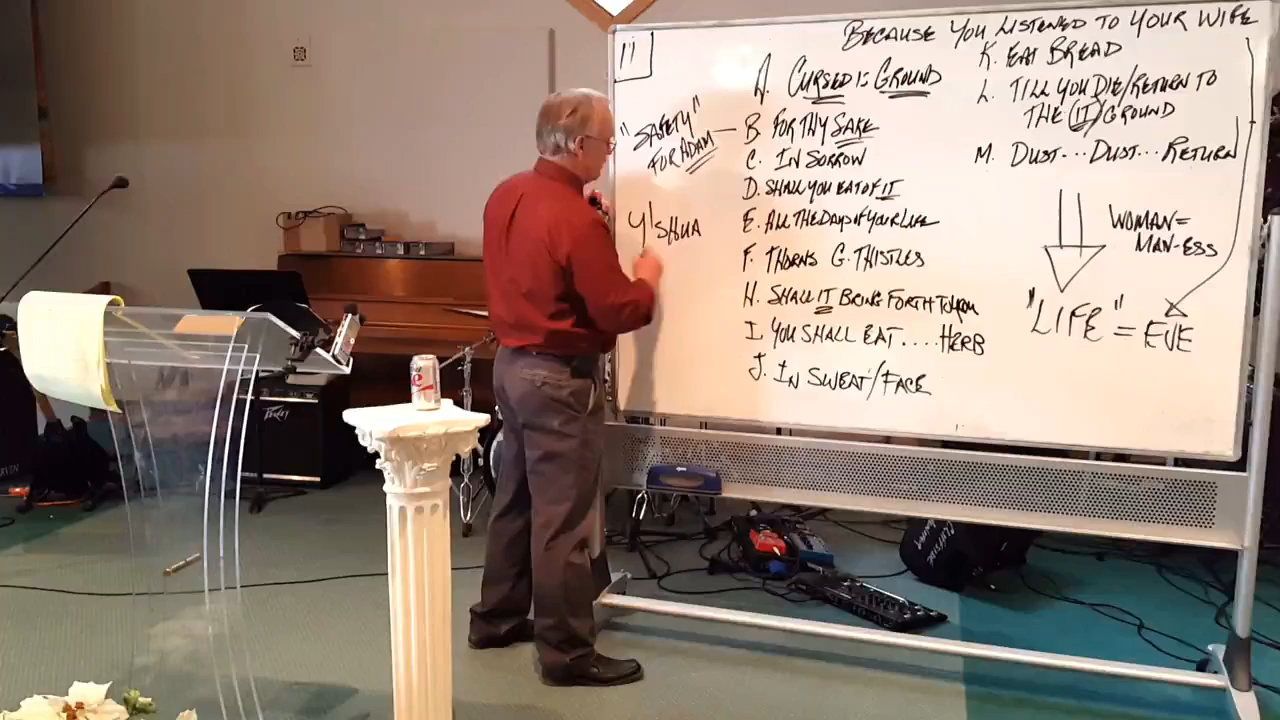 BECAUSE YOU LISTENED TO YOUR WIFE
11
A. CURSED IS GROUND
B FOR THY SAKE
C. IN SORROW
D. SHALL YOU EAT OF IT
E. ALL THE DAYS OF YOUR LIFE
F. THORNS G. THISTLES
H. SHALL IT BRING FORTH TO YOU
I. YOU SHALL EAT .... HERB
J. IN SWEAT/FACE
"SAFETY"
FOR ADAM
Y'SHUA
K. EAT BREAD
L. TILL YOU DIE/RETURN TO
THE (IT)/GROUND
M. DUST... DUST... RETURN
WOMAN=
MAN-ESS
"LIFE" = EVE
PEAVEY